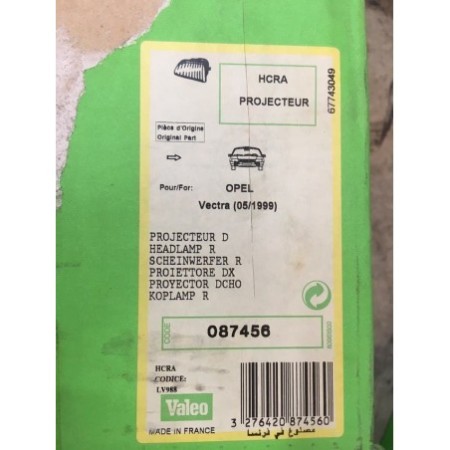 HCRA
PROJECTEUR
67743049
Pièce d'Origine
Original Part
Pour/For: OPEL
Vectra (05/1999)
PROJECTEUR D
HEADLAMP R
SCHEINWERFER R
PROIETTORE DX
PROYECTOR DCHO
KOPLAMP R
CODE
087456
HCRA
CODICE:
LV988
Valeo
MADE IN FRANCE
3 276420 874560
مصنوع في فرنسا